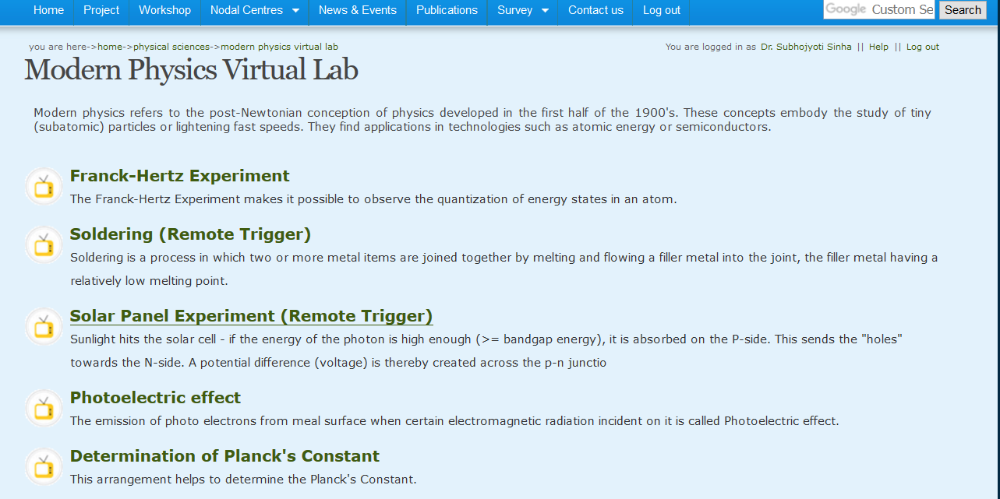 Home Project Workshop Nodal Centres News & Events Publications Survey Contact us Log out Google Custom Se Search
you are here->home->physical sciences->modern physics virtual lab You are logged in as Dr. Subhojyoti Sinha || Help || Log out
Modern Physics Virtual Lab
Modern physics refers to the post-Newtonian conception of physics developed in the first half of the 1900's. These concepts embody the study of tiny
(subatomic) particles or lightening fast speeds. They find applications in technologies such as atomic energy or semiconductors.
Franck-Hertz Experiment
The Franck-Hertz Experiment makes it possible to observe the quantization of energy states in an atom.
Soldering (Remote Trigger)
Soldering is a process in which two or more metal items are joined together by melting and flowing a filler metal into the joint, the filler metal having a
relatively low melting point.
Solar Panel Experiment (Remote Trigger)
Sunlight hits the solar cell - if the energy of the photon is high enough (>= bandgap energy), it is absorbed on the P-side. This sends the "holes"
towards the N-side. A potential difference (voltage) is thereby created across the p-n junctio
Photoelectric effect
The emission of photo electrons from meal surface when certain electromagnetic radiation incident on it is called Photoelectric effect.
Determination of Planck's Constant
This arrangement helps to determine the Planck's Constant.